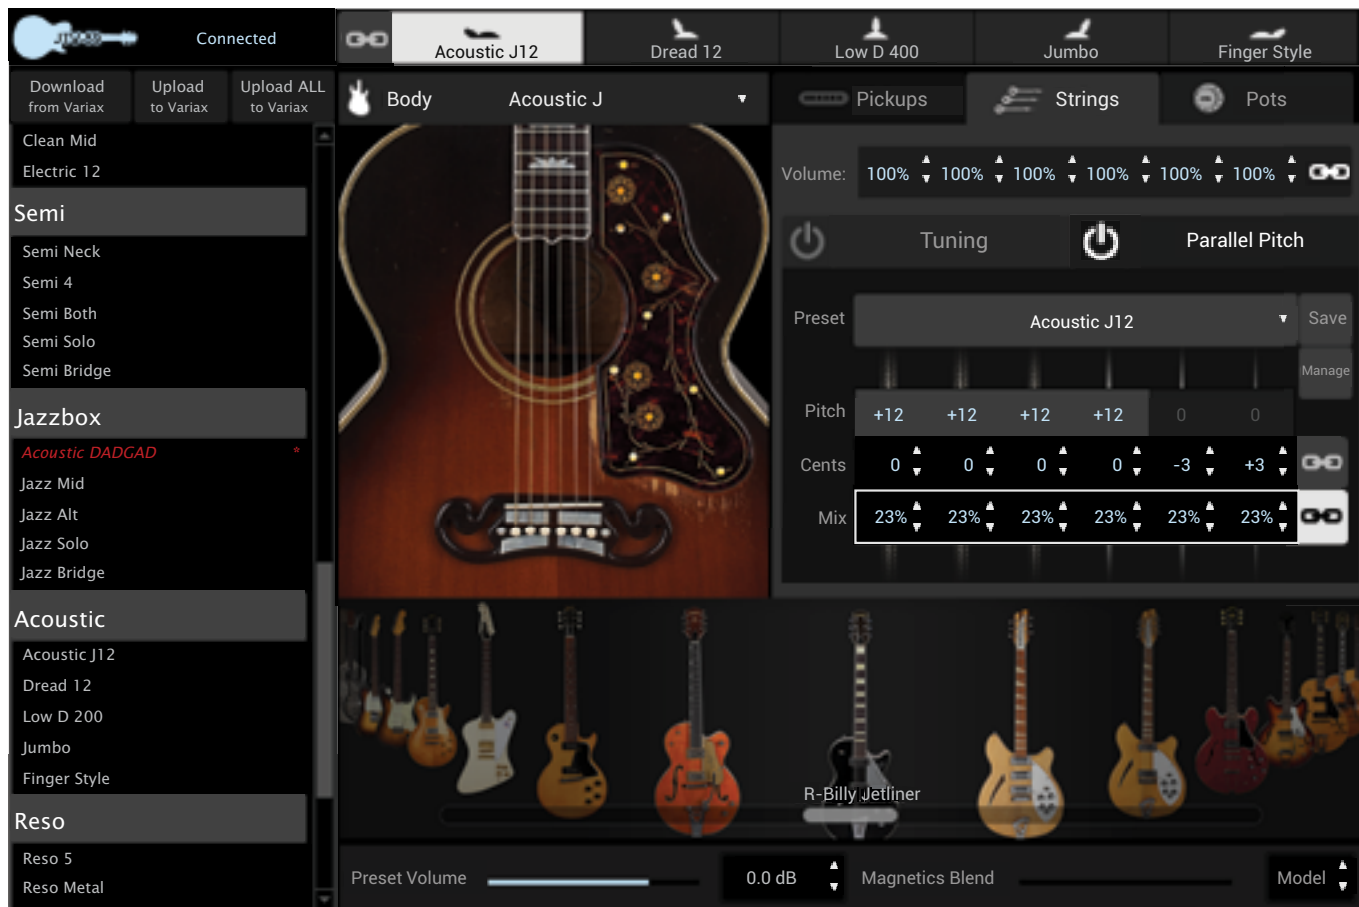 Connected
Acoustic J12
Dread 12
Low D 400
Jumbo
Finger Style
Download from Variax
Upload to Variax
Upload ALL to Variax
Clean Mid
Electric 12
Semi
Semi Neck
Semi 4
Semi Both
Semi Solo
Semi Bridge
Jazzbox
Acoustic DADGAD *
Jazz Mid
Jazz Alt
Jazz Solo
Jazz Bridge
Acoustic
Acoustic J12
Dread 12
Low D 200
Jumbo
Finger Style
Reso
Reso 5
Reso Metal
Body Acoustic J
Pickups
Strings
Pots
Volume: 100% 100% 100% 100% 100% 100%
Tuning
Parallel Pitch
Preset Acoustic J12 Save
Manage
Pitch +12 +12 +12 +12 0 0
Cents 0 0 0 0 -3 +3
Mix 23% 23% 23% 23% 23% 23%
R-Billy Jetliner
Preset Volume 0.0 dB Magnetics Blend Model